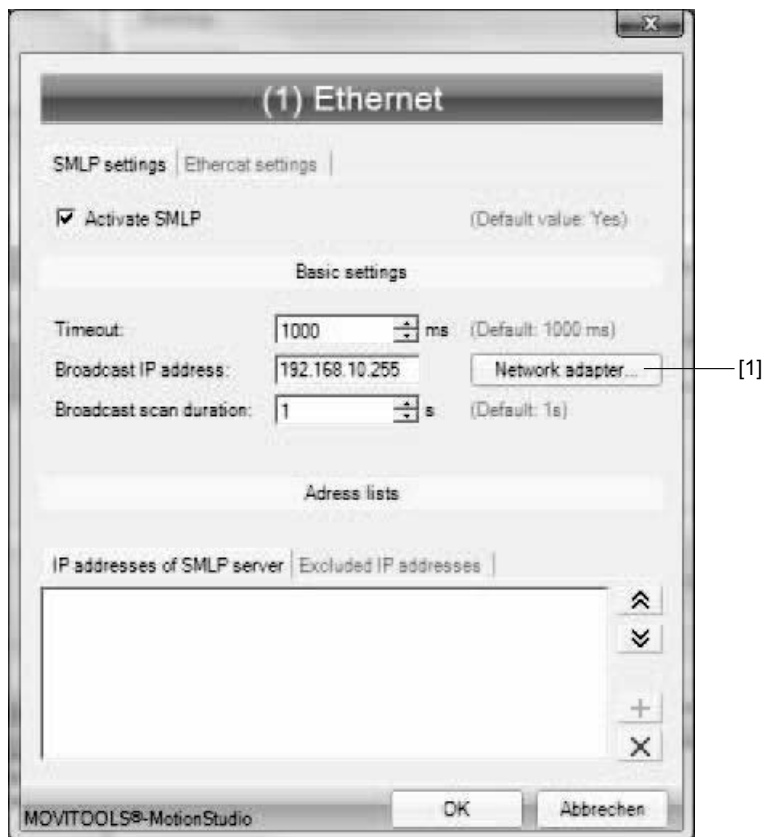 (1) Ethernet
SMLP settings Ethercat settings
Activate SMLP (Default value: Yes)
Basic settings
Timeout: 1000 ms (Default: 1000 ms)
Broadcast IP address: 192.168.10.255 Network adapter... [1]
Broadcast scan duration: 1 s (Default: 1s)
Adress lists
IP addresses of SMLP server Excluded IP addresses
MOVITOOLS®-MotionStudio OK Abbrechen